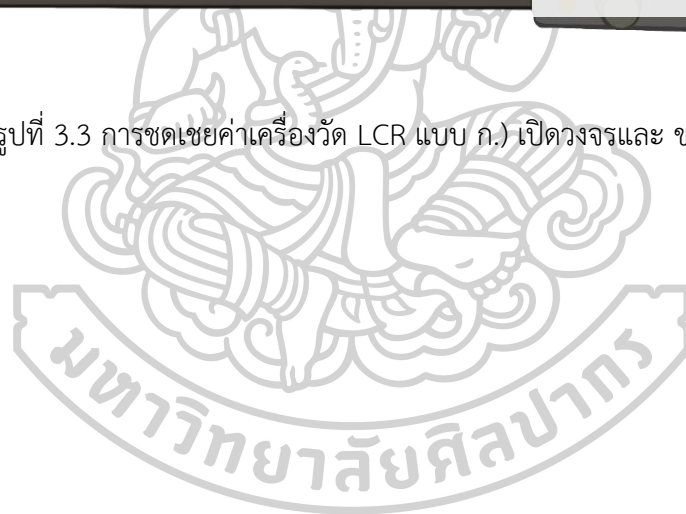 รูปที่ 3.3 การชดเชยค่าเครื่องวัด LCR แบบ ก.) เปิดวงจรและ ข
มหาวิทยาลัยศิลปากร